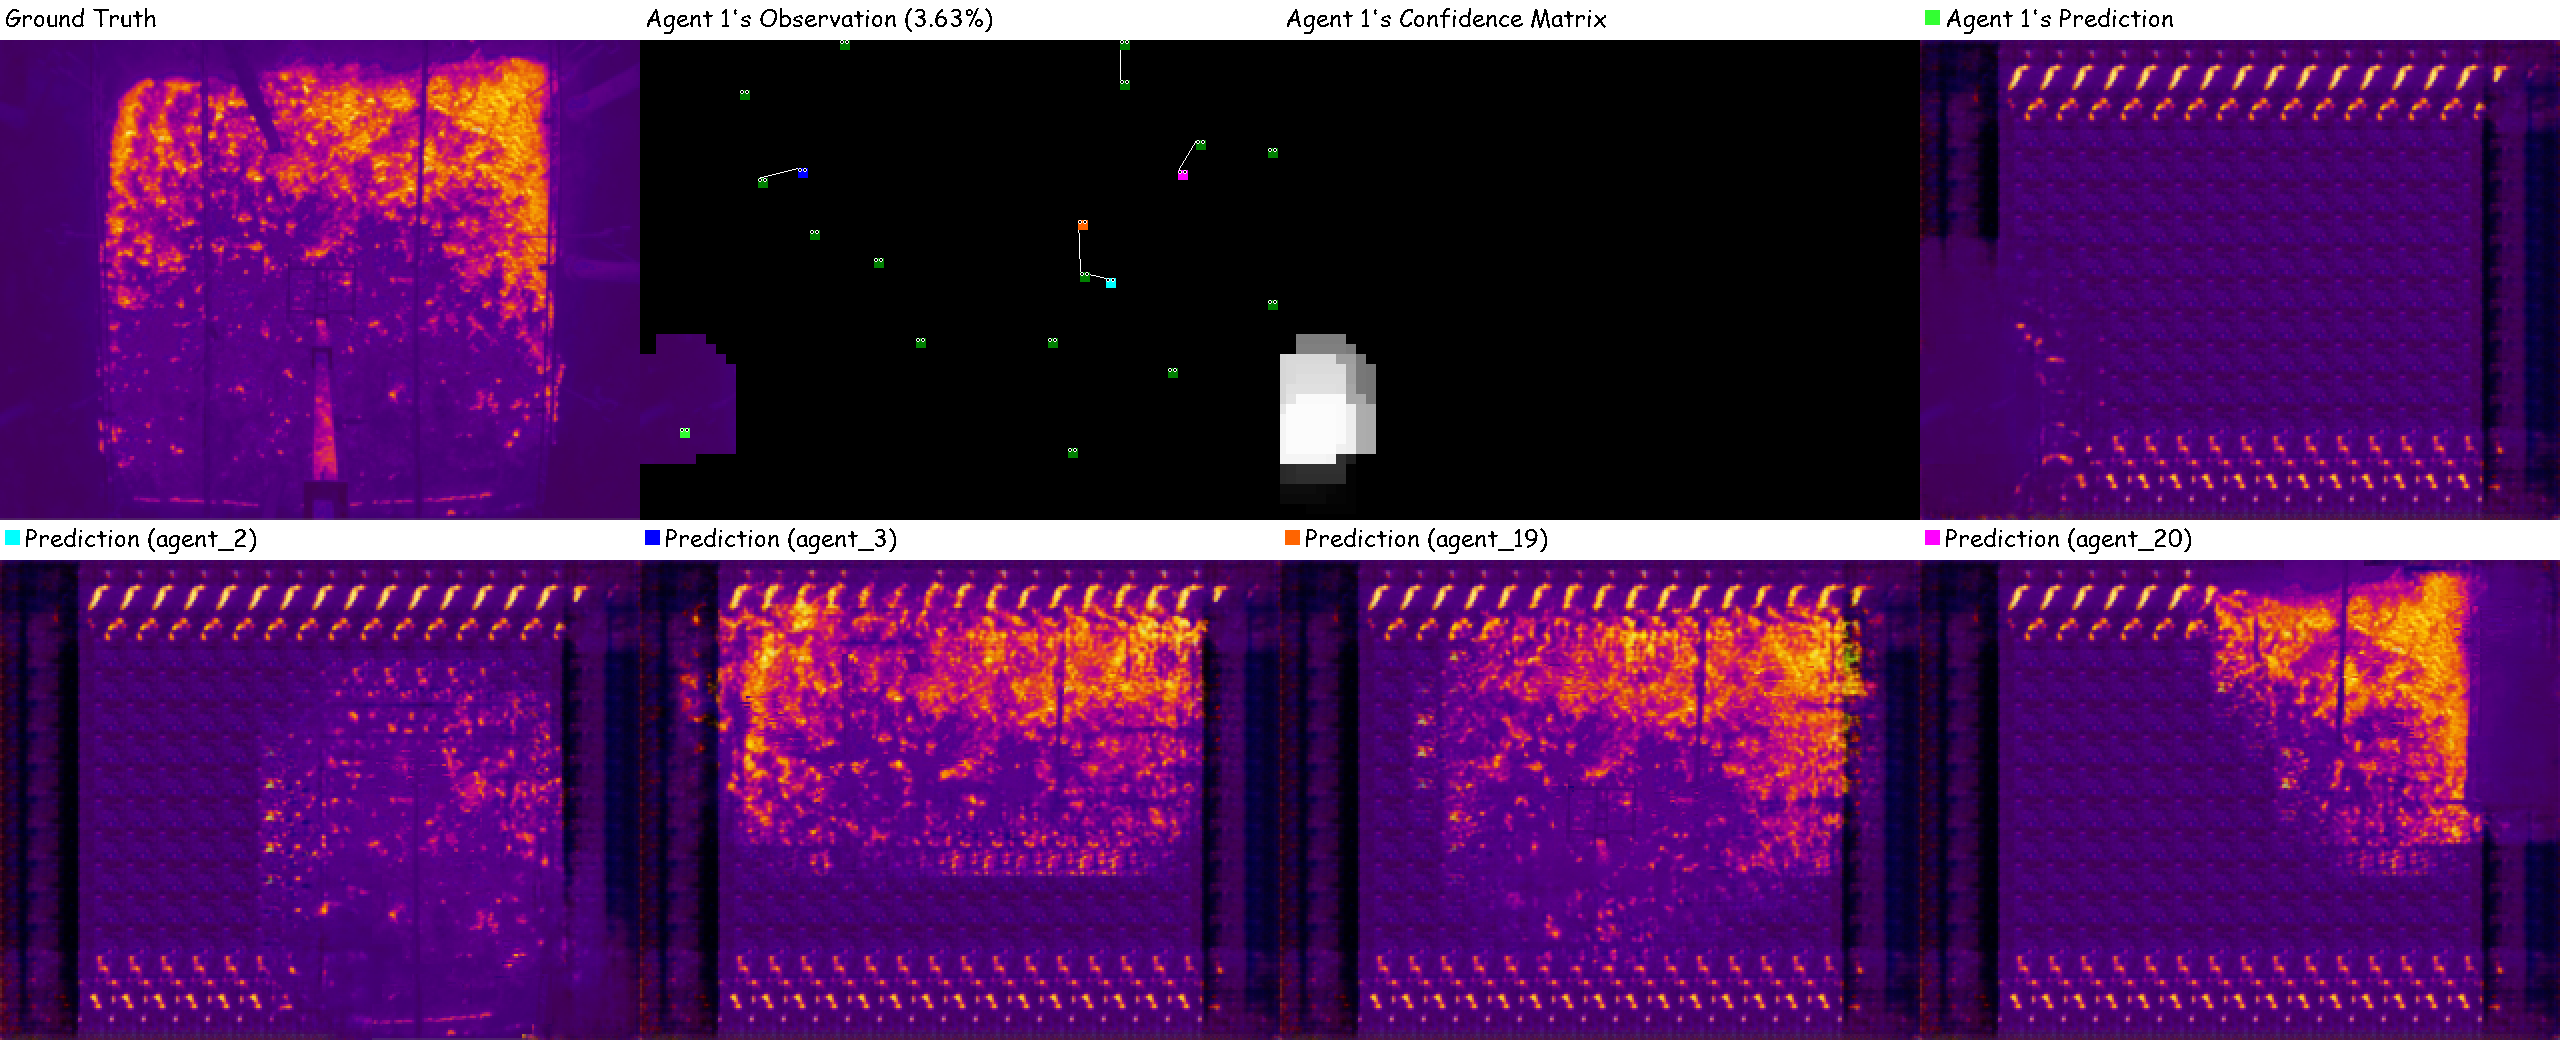 Ground Truth
Agent 1's Observation (3.63%)
Agent 1's Confidence Matrix
Agent 1's Prediction
Prediction (agent_2)
Prediction (agent_3)
Prediction (agent_19)
Prediction (agent_20)